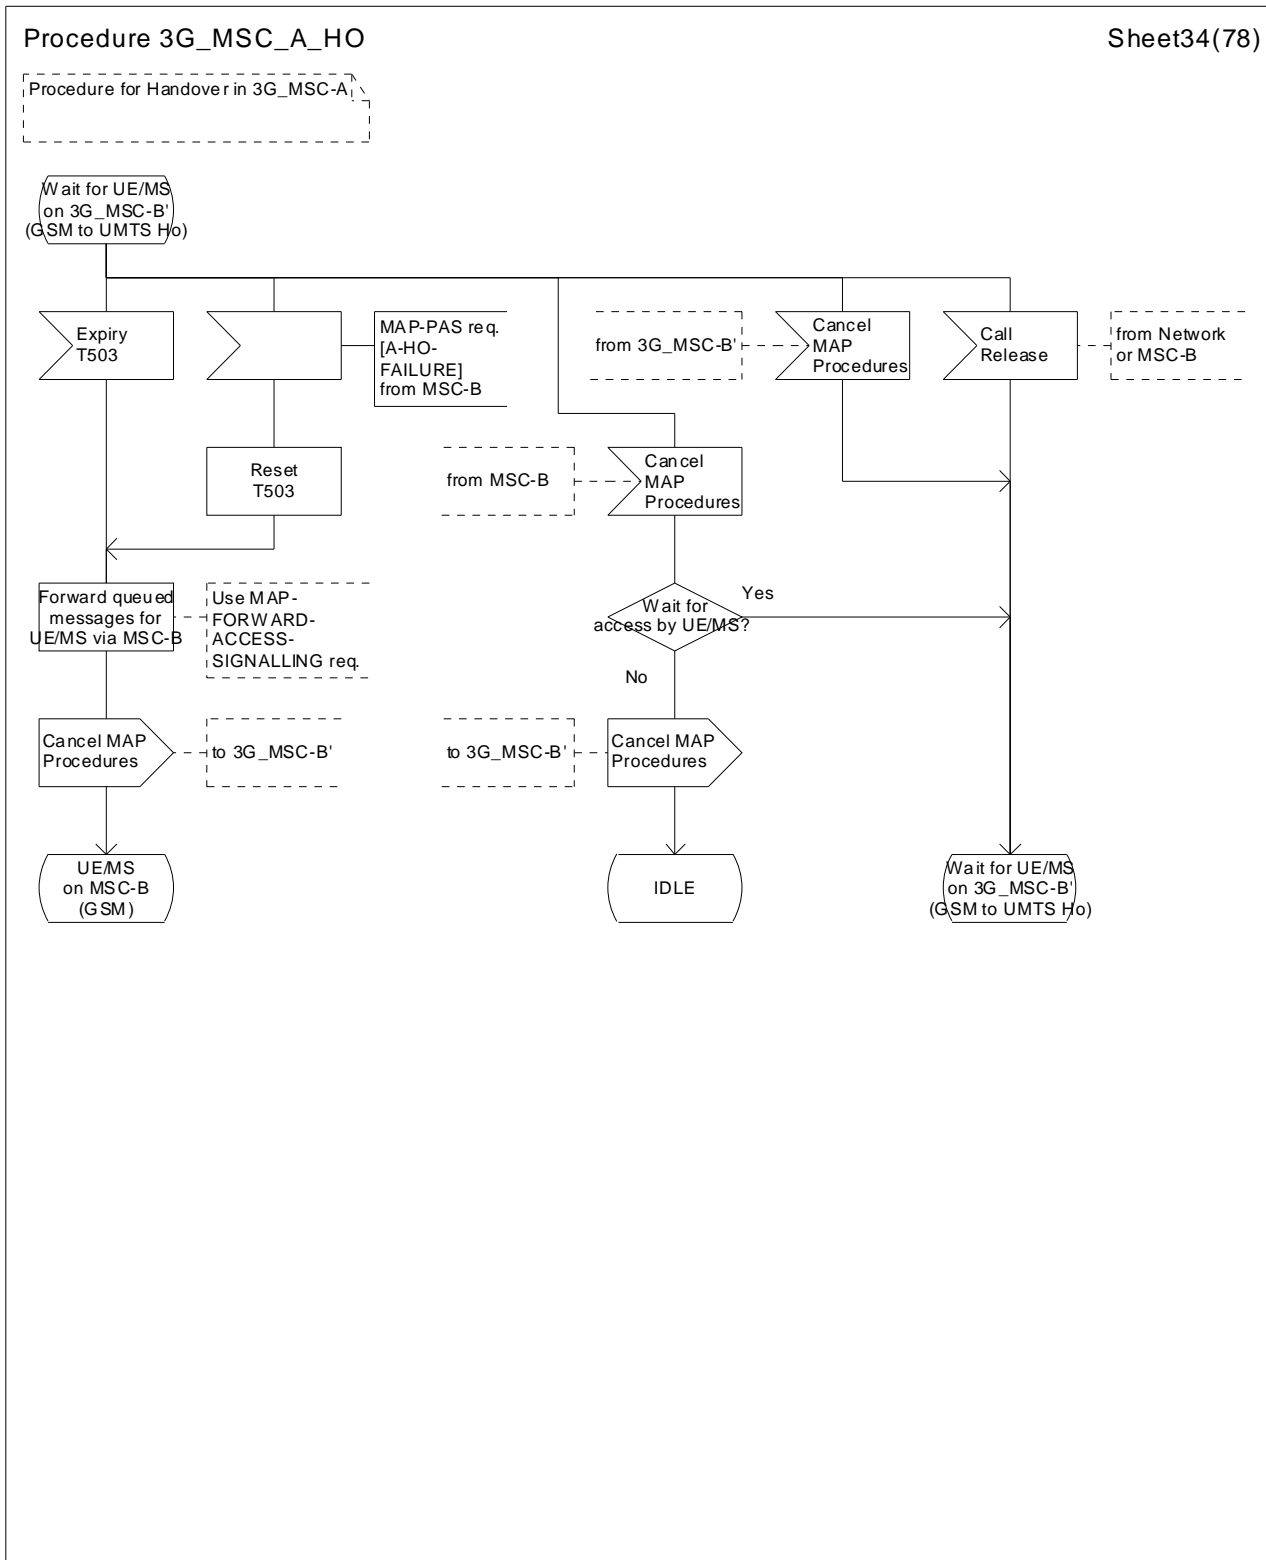 Procedure 3G_MSC_A_HO
Sheet34(78)
Procedure for Handover in 3G_MSC-A
Wait for UE/MS
on 3G_MSC-B'
(GSM to UMTS Ho)
Expiry
T503
MAP-PAS req.
[A-HO-
FAILURE]
from MSC-B
from 3G_MSC-B'
Cancel
MAP
Procedures
Call
Release
from Network
or MSC-B
Reset
T503
from MSC-B
Cancel
MAP
Procedures
Forward queued
messages for
UE/MS via MSC-B
Use MAP-
FORWARD-
ACCESS-
SIGNALLING req.
Wait for
access by UE/MS?
Yes
No
Cancel MAP
Procedures
to 3G_MSC-B'
to 3G_MSC-B'
Cancel MAP
Procedures
UE/MS
on MSC-B
(GSM)
IDLE
Wait for UE/MS
on 3G_MSC-B'
(GSM to UMTS Ho)